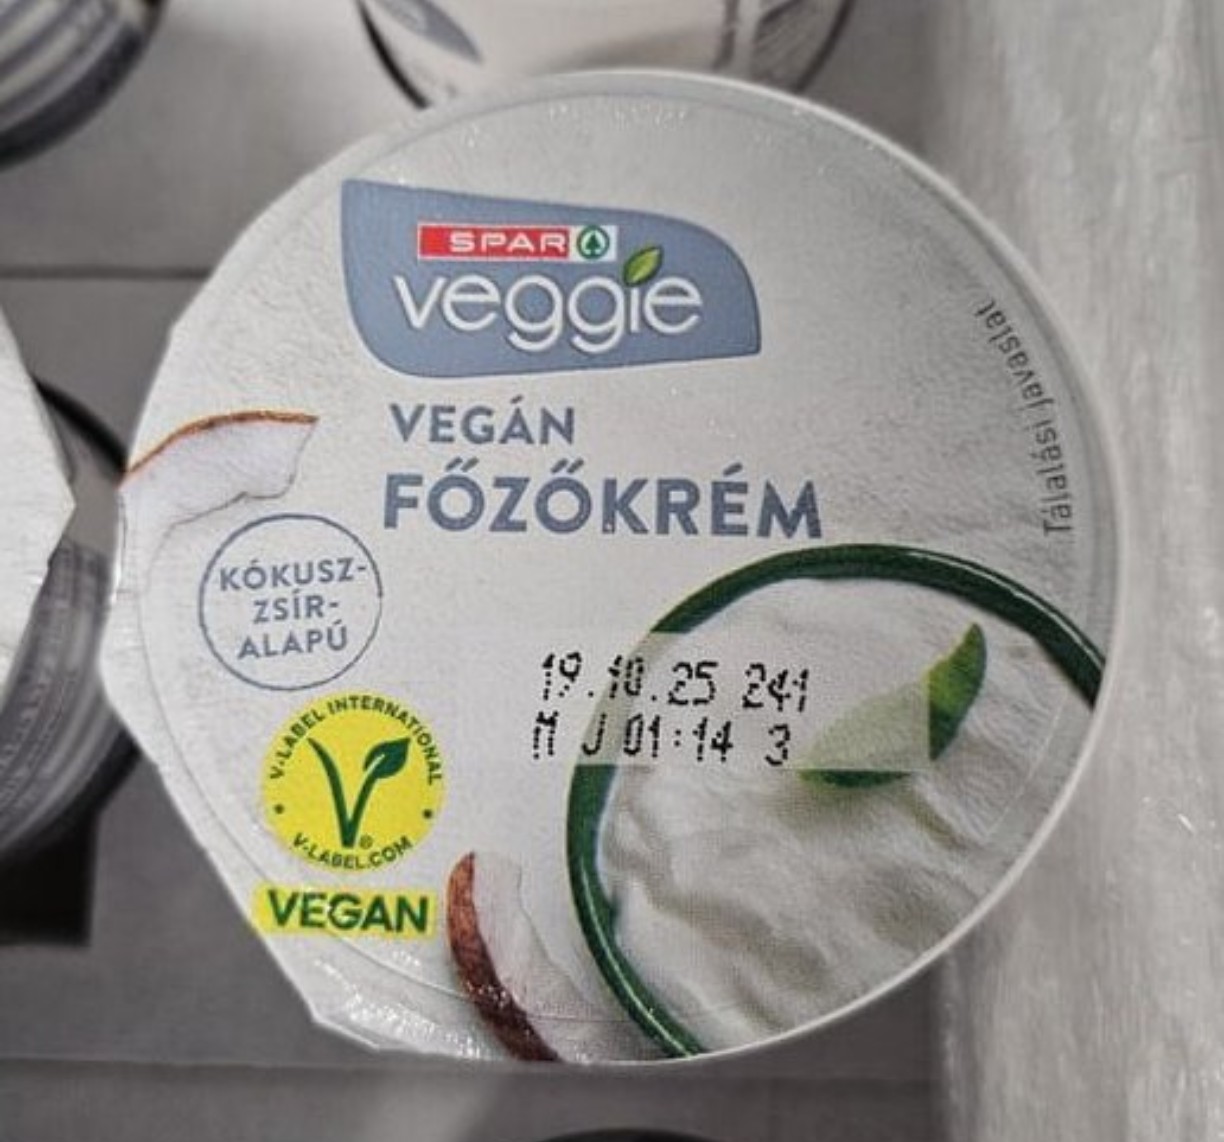 SPAR
veggie
VEGÁN
FŐZŐKRÉM
Tálalási javaslat
KÓKUSZ-
ZSÍR-
ALAPÚ
19.10.25 241
M J 01:14 3
V-LABEL INTERNATIONAL
V-LABEL.COM
VEGAN